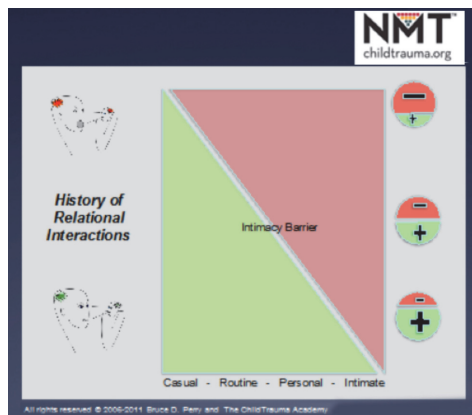 NMT™
childtrauma.org
History of
Relational
Interactions
Intimacy Barrier
Casual - Routine - Personal - Intimate
All rights reserved © 2006-2011 Bruce D. Perry and The ChildTrauma Academy